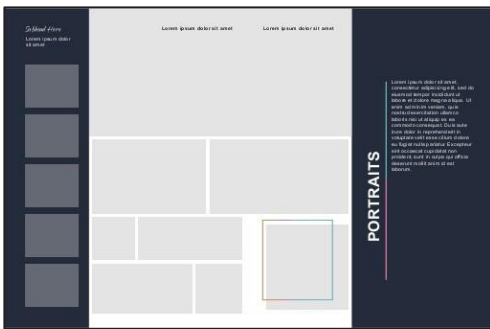 Subhead Here
Lorem ipsum dolor
sit amet
Lorem ipsum dolor sit amet
Lorem ipsum dolor sit amet
PORTRAITS
Lorem ipsum dolor sit amet,
consectetur adipiscing elit, sed do
eiusmod tempor incididunt ut
labore et dolore magna aliqua. Ut
enim ad minim veniam, quis
nostrud exercitation ullamco
laboris nisi ut aliquip ex ea
commodo consequat. Duis aute
irure dolor in reprehenderit in
voluptate velit esse cillum dolore
eu fugiat nulla pariatur. Excepteur
sint occaecat cupidatat non
proident, sunt in culpa qui officia
deserunt mollit anim id est
laborum.